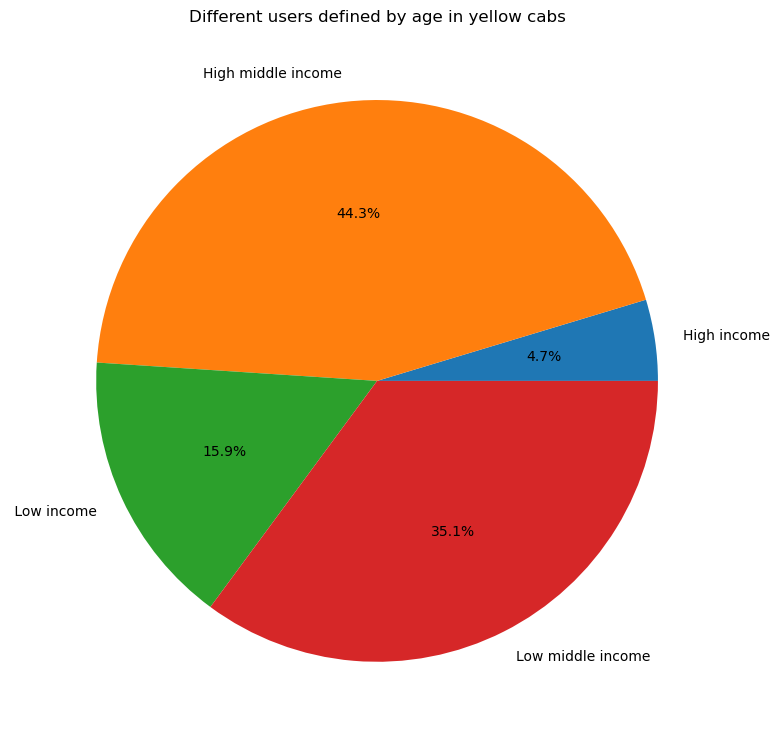 Different users defined by age in yellow cabs
High middle income
44.3%
High income
4.7%
15.9%
Low income
35.1%
Low middle income